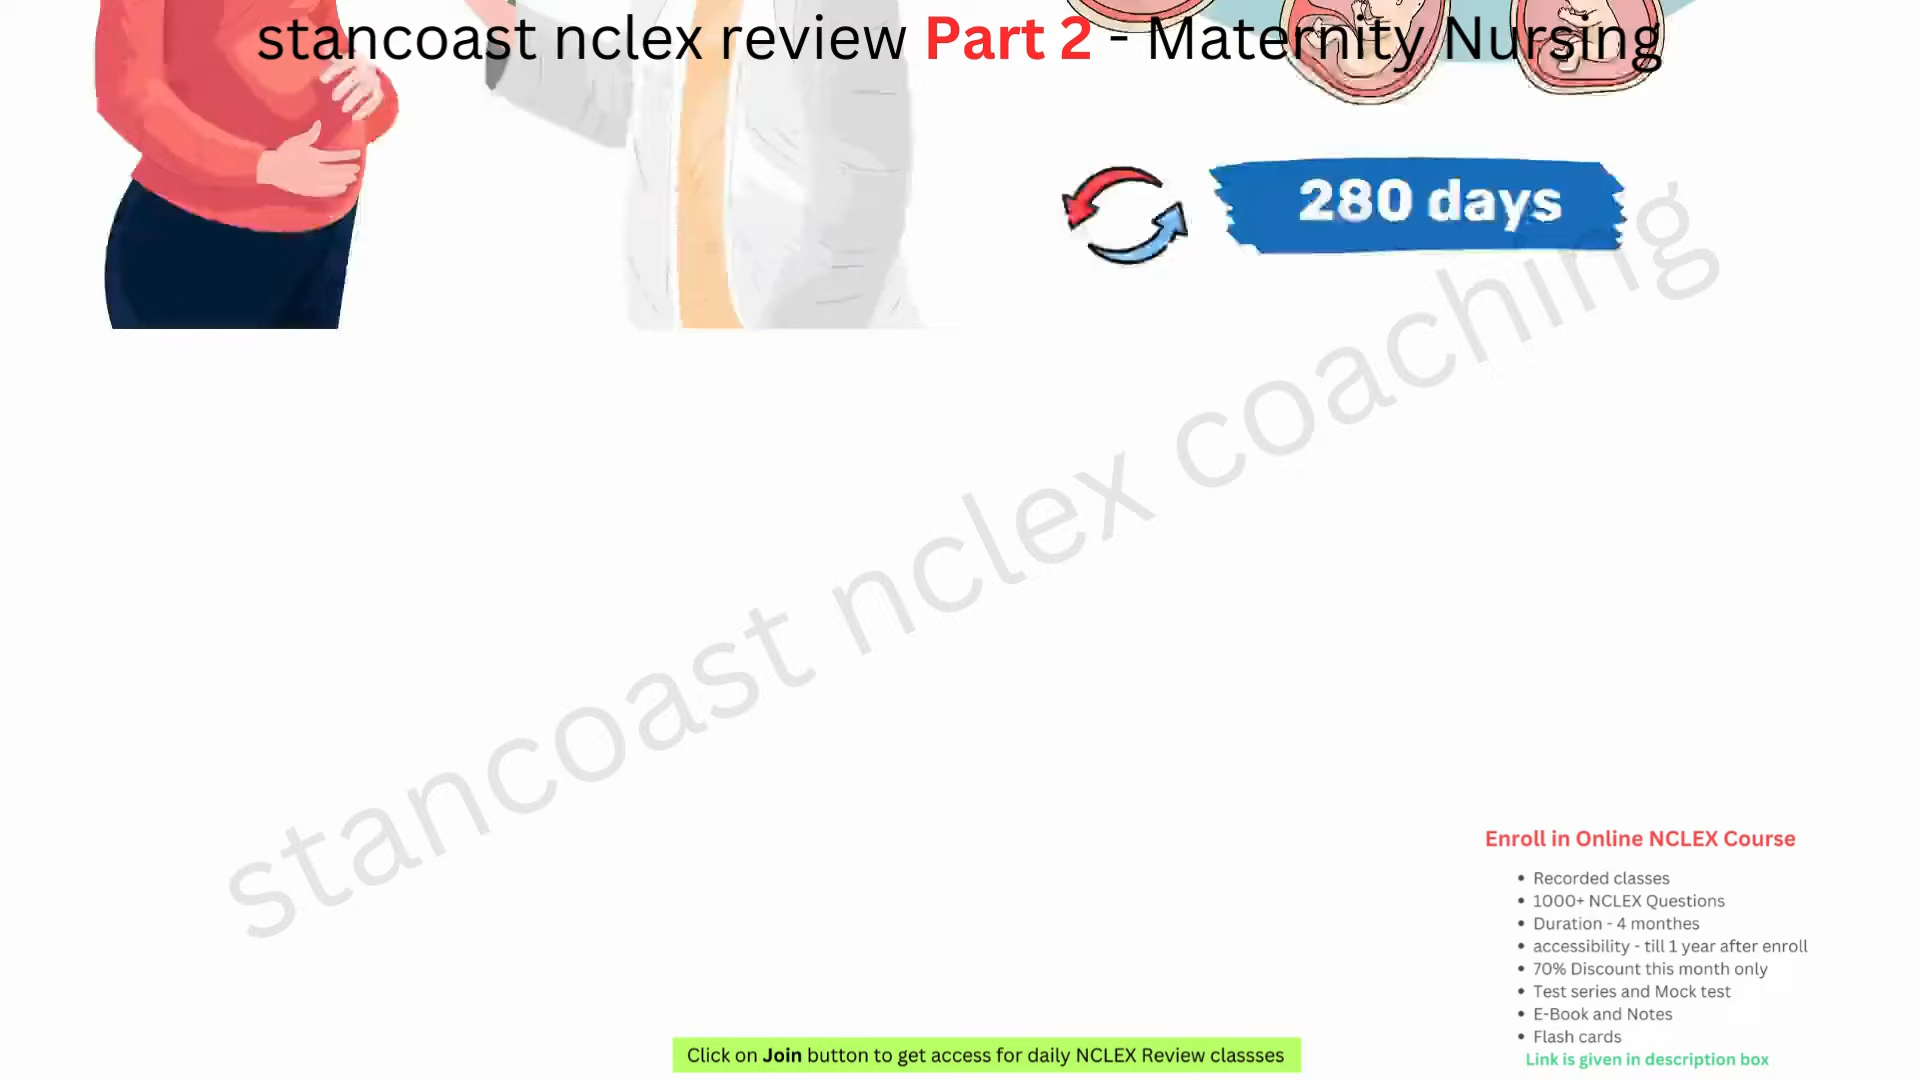 stancoast nclex review Part 2 - Maternity Nursing
280 days
stancoast nclex coaching
Enroll in Online NCLEX Course
• Recorded classes
• 1000+ NCLEX Questions
• Duration - 4 monthes
• accessibility - till 1 year after enroll
• 70% Discount this month only
• Test series and Mock test
• E-Book and Notes
• Flash cards
Link is given in description box
Click on Join button to get access for daily NCLEX Review classses